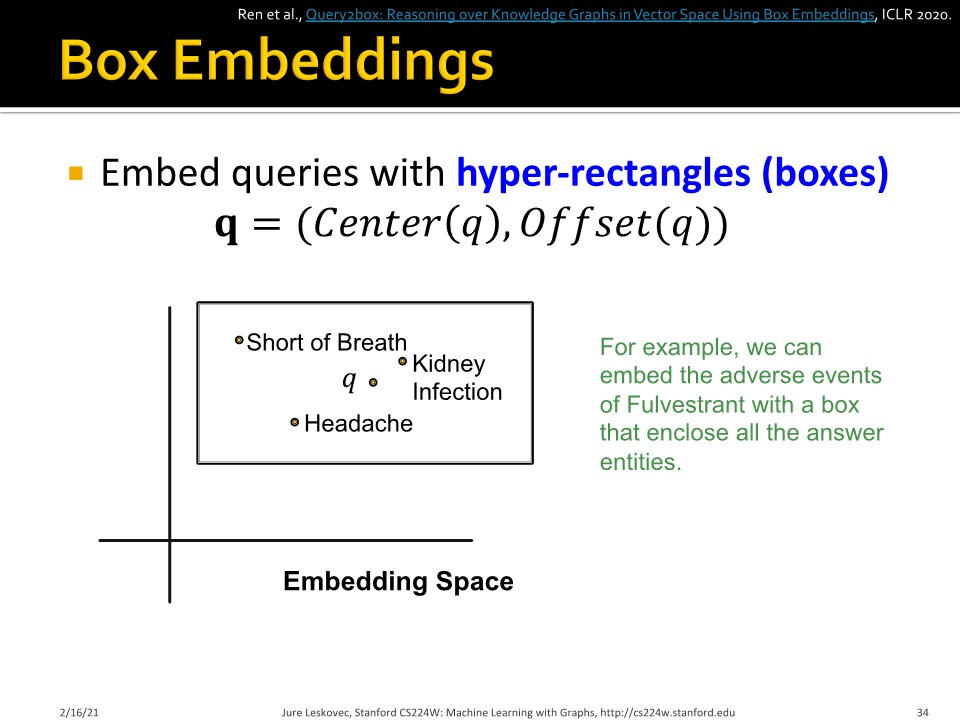 Ren et al., Query2box: Reasoning over Knowledge Graphs in Vector Space Using Box Embeddings, ICLR 2020.
Box Embeddings
Embed queries with hyper-rectangles (boxes)
𝐪 = (𝐶𝑒𝑛𝑡𝑒𝑟(𝑞), 𝑂𝑓𝑓𝑠𝑒𝑡(𝑞))
Short of Breath
Kidney
Infection
𝑞
Headache
Embedding Space
For example, we can
embed the adverse events
of Fulvestrant with a box
that enclose all the answer
entities.
2/16/21
Jure Leskovec, Stanford CS224W: Machine Learning with Graphs, http://cs224w.stanford.edu
34